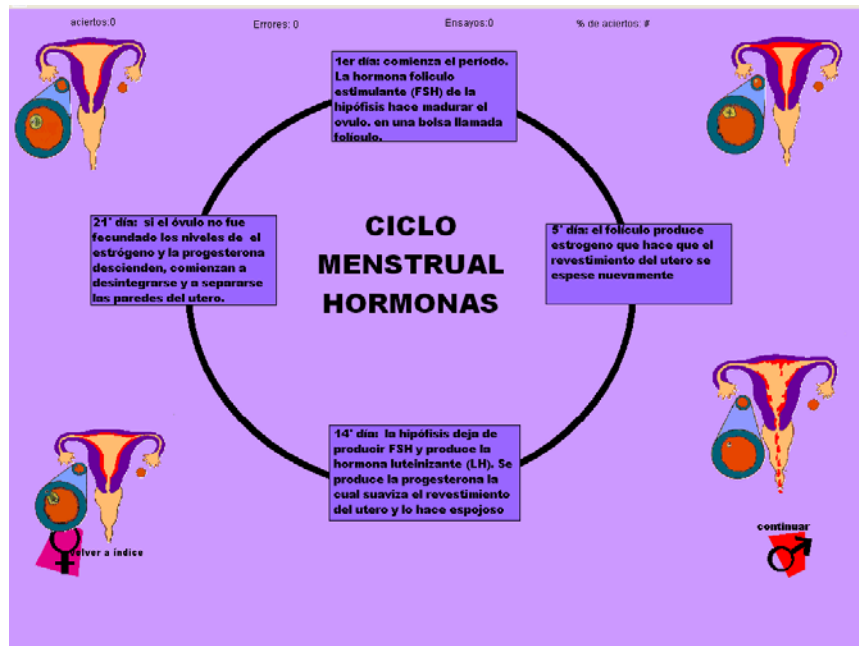 aciertos:0
Errores: 0
Ensayos:0
% de aciertos: #
1er día: comienza el período.
La hormona foliculo
estimulante (FSH) de la
hipófisis hace madurar el
ovulo. en una bolsa llamada
folículo.
21° día: si el óvulo no fue
fecundado los niveles de el
estrógeno y la progesterona
descienden, comienzan a
desintegrarse y a separarse
las paredes del utero.
CICLO
MENSTRUAL
HORMONAS
5° día: el folículo produce
estrogeno que hace que el
revestimiento del utero se
espese nuevamente
14° día: la hipófisis deja de
producir FSH y produce la
hormona luteinizante (LH). Se
produce la progesterona la
cual suaviza el revestimiento
del utero y lo hace espojoso
volver a índice
continuar